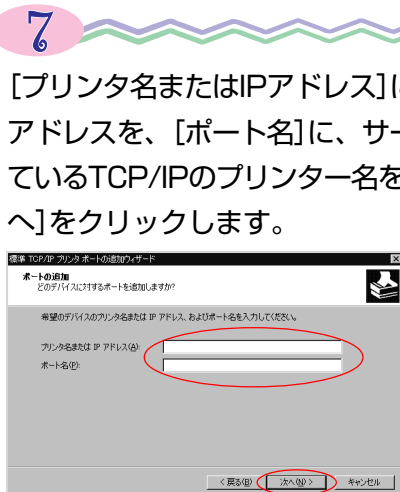 7
[プリンタ名またはIPアドレス]に
アドレスを、[ポート名]に、サー
ているTCP/IPのプリンター名を
へ]をクリックします。
標準 TCP/IP プリンタ ポートの追加ウィザード
ポートの追加
どのデバイスに対するポートを追加しますか?
希望のデバイスのプリンタ名または IP アドレス、およびポート名を入力してください。
プリンタ名または IP アドレス(A):
ポート名(P):
< 戻る(B) 次へ(N) > キャンセル